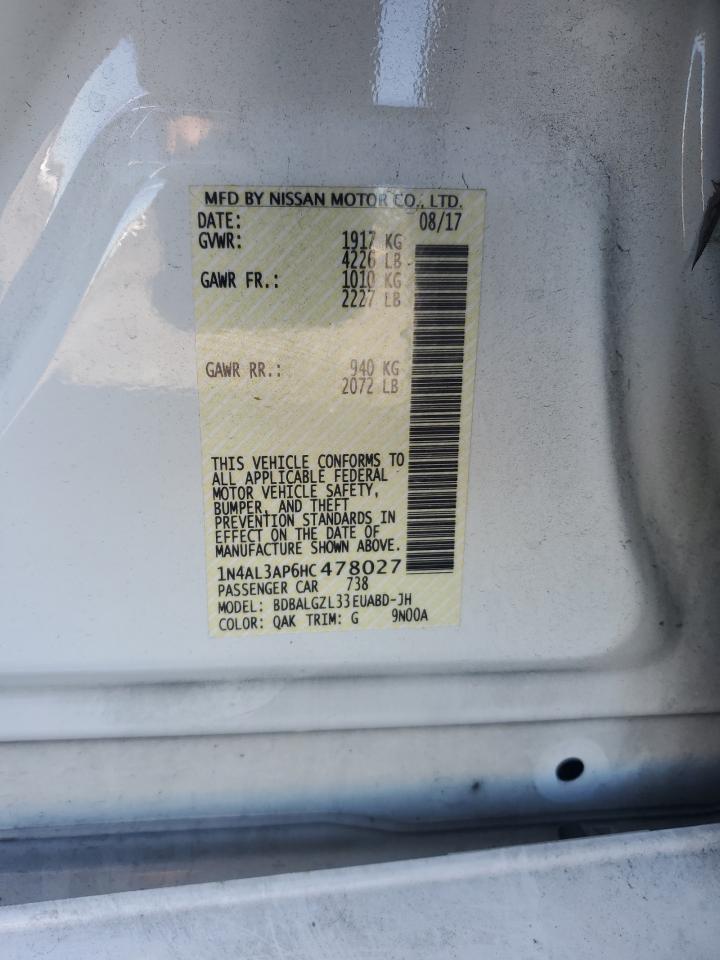 MFD BY NISSAN MOTOR CO., LTD.
DATE: 08/17
GVWR: 1917 KG
4226 LB
GAWR FR.: 1010 KG
2227 LB
GAWR RR.: 940 KG
2072 LB
THIS VEHICLE CONFORMS TO
ALL APPLICABLE FEDERAL
MOTOR VEHICLE SAFETY,
BUMPER, AND THEFT
PREVENTION STANDARDS IN
EFFECT ON THE DATE OF
MANUFACTURE SHOWN ABOVE.
1N4AL3AP6HC478027
PASSENGER CAR 738
MODEL: BDBALGZL33EUABD-JH
COLOR: QAK TRIM: G 9N00A